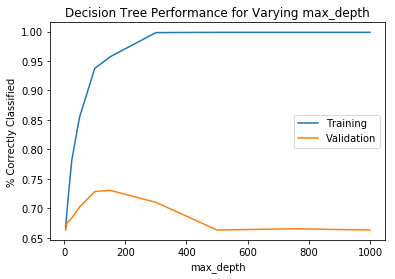 Decision Tree Performance for Varying max_depth
% Correctly Classified
1.00
0.95
0.90
0.85
0.80
0.75
0.70
0.65
Training
Validation
0
200
400
600
800
1000
max_depth